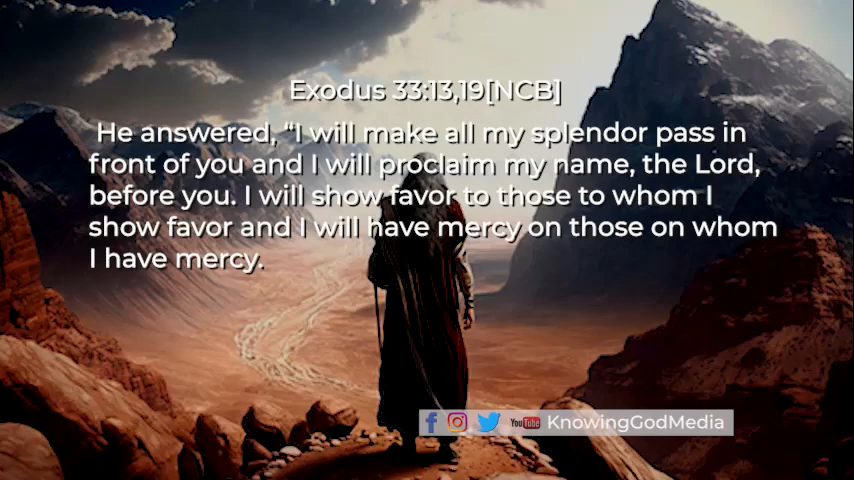 Exodus 33:13,19[NCB]
He answered, “I will make all my splendor pass in
front of you and I will proclaim my name, the Lord,
before you. I will show favor to those to whom I
show favor and I will have mercy on those on whom
I have mercy.
YouTube KnowingGodMedia